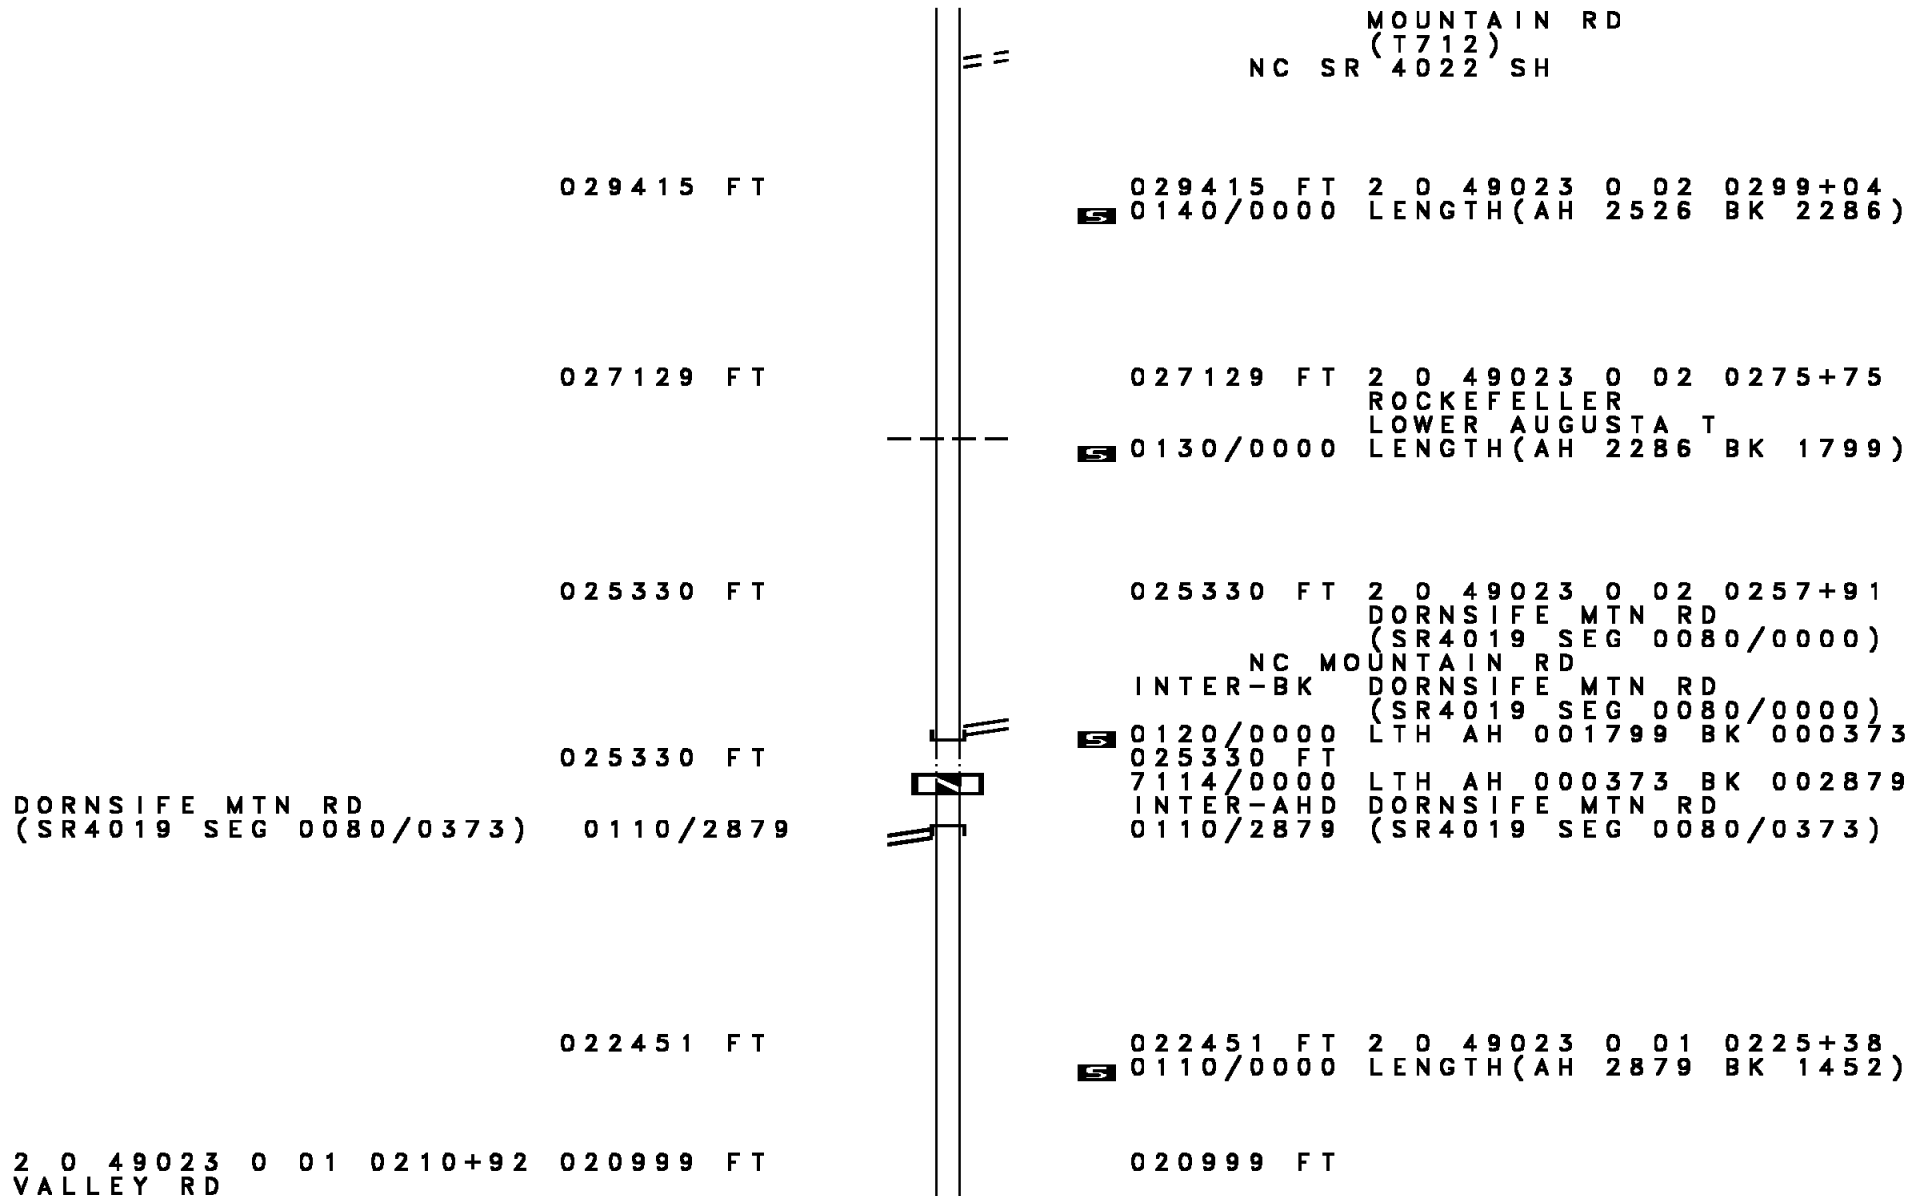 MOUNTAIN RD
(T712)
NC SR 4022 SH
029415 FT 029415 FT 2 0 49023 0 02 0299+04
S 0140/0000 LENGTH(AH 2526 BK 2286)
027129 FT 027129 FT 2 0 49023 0 02 0275+75
ROCKEFELLER
LOWER AUGUSTA T
S 0130/0000 LENGTH(AH 2286 BK 1799)
025330 FT 025330 FT 2 0 49023 0 02 0257+91
DORNSIFE MTN RD
(SR4019 SEG 0080/0000)
NC MOUNTAIN RD
INTER-BK DORNSIFE MTN RD
(SR4019 SEG 0080/0000)
S 0120/0000 LTH AH 001799 BK 000373
025330 FT 025330 FT
7114/0000 LTH AH 000373 BK 002879
DORNSIFE MTN RD INTER-AHD DORNSIFE MTN RD
(SR4019 SEG 0080/0373) 0110/2879 0110/2879 (SR4019 SEG 0080/0373)
022451 FT 022451 FT 2 0 49023 0 01 0225+38
S 0110/0000 LENGTH(AH 2879 BK 1452)
2 0 49023 0 01 0210+92 020999 FT 020999 FT
VALLEY RD